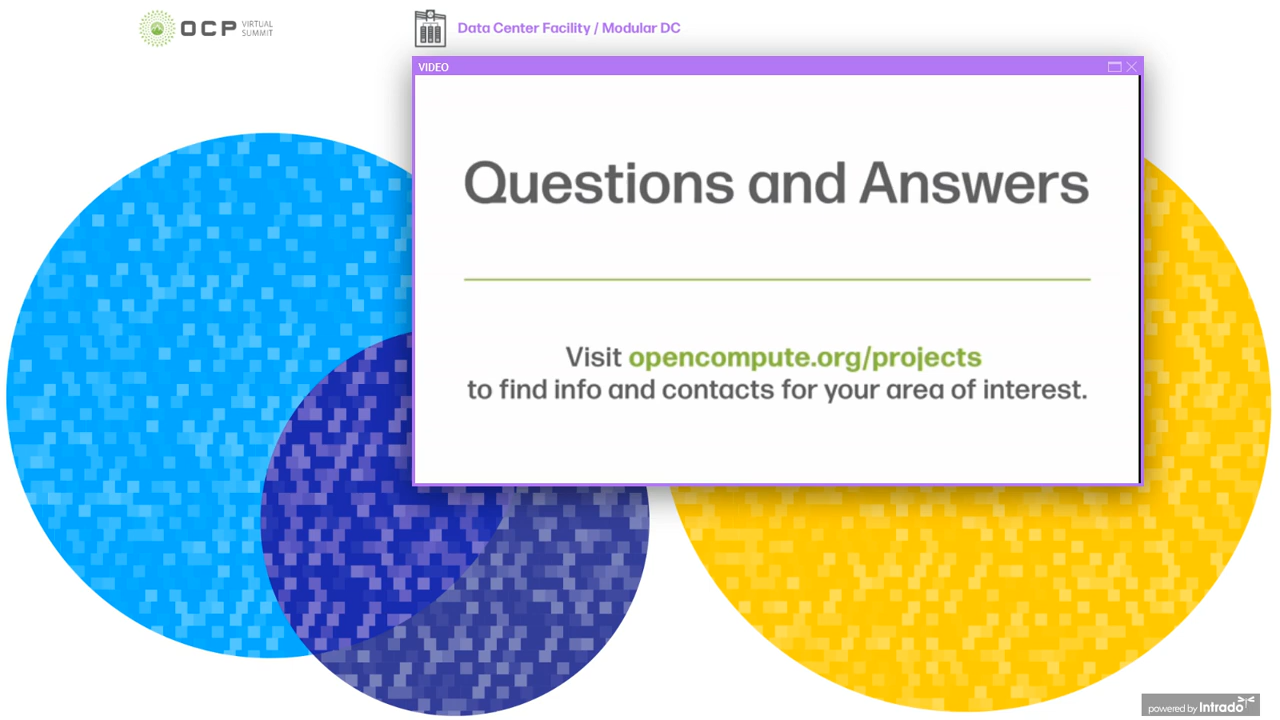 OCP VIRTUAL SUMMIT
Data Center Facility / Modular DC
VIDEO
Questions and Answers
Visit opencompute.org/projects
to find info and contacts for your area of interest.
powered by Intrado